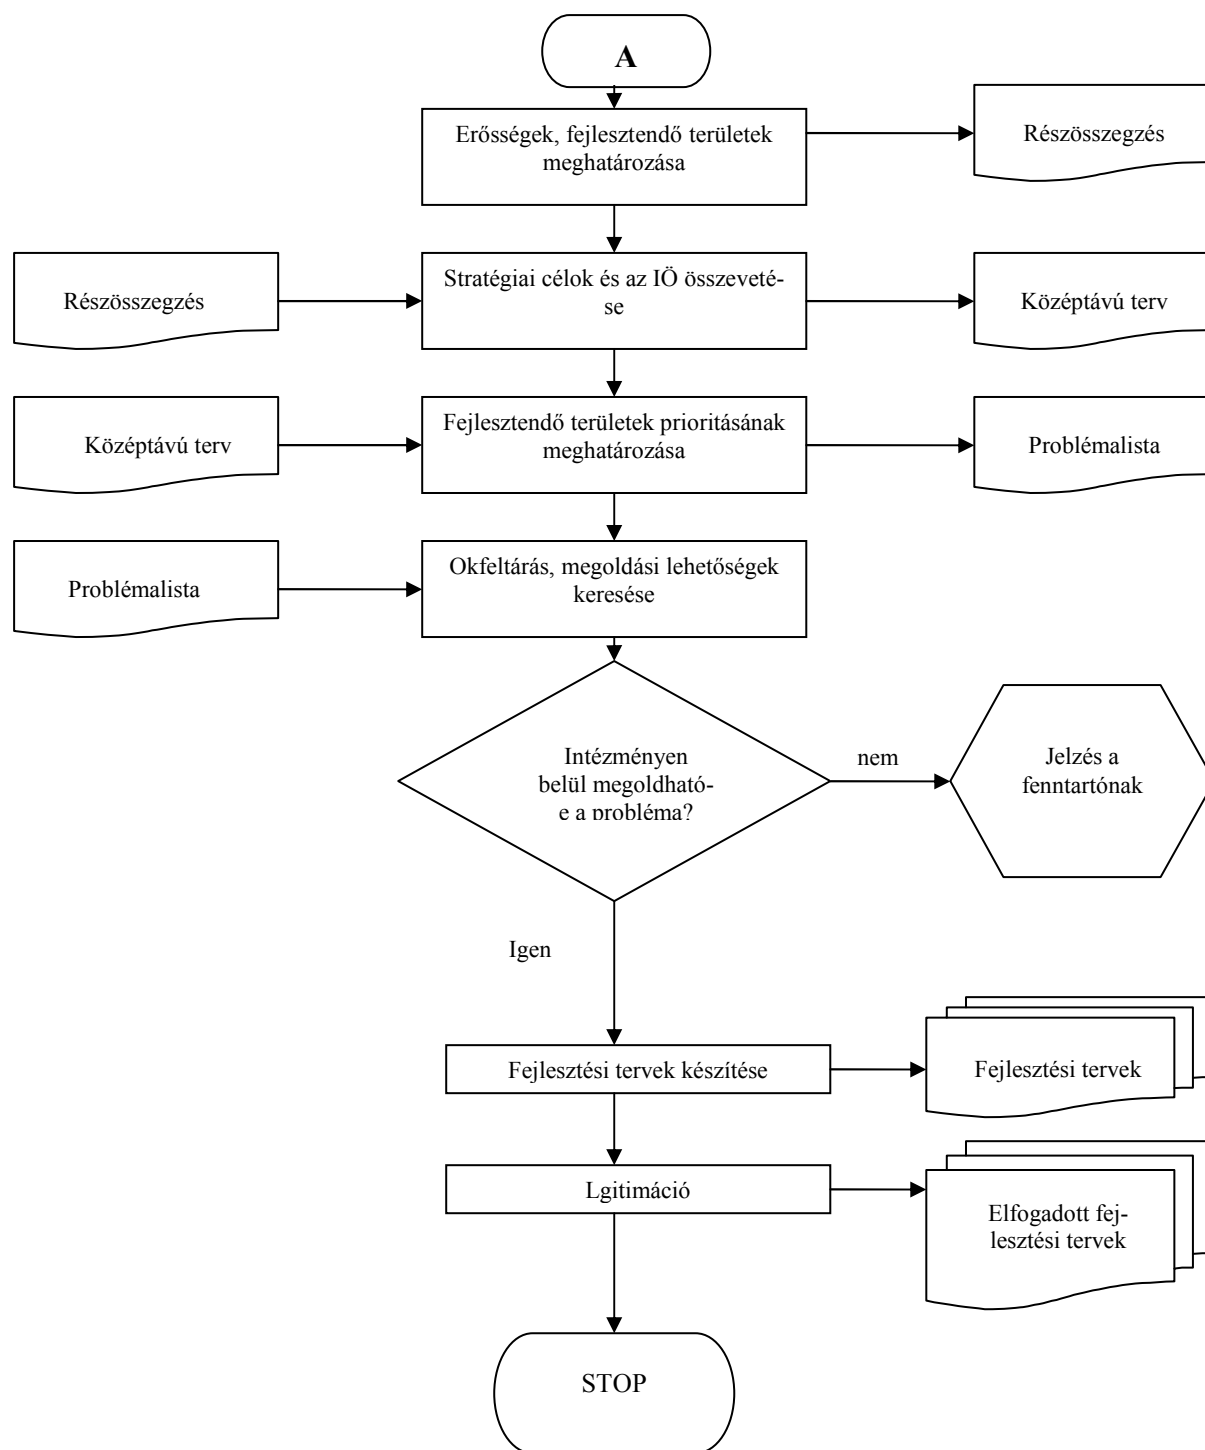 A
Erősségek, fejlesztendő területek
meghatározása
Részösszegzés
Részösszegzés
Stratégiai célok és az IÖ összeveté-
se
Középtávú terv
Középtávú terv
Fejlesztendő területek prioritásának
meghatározása
Problémalista
Problémalista
Okfeltárás, megoldási lehetőségek
keresése
Intézményen
belül megoldható-
e a probléma?
nem
Jelzés a
fenntartónak
Igen
Fejlesztési tervek készítése
Fejlesztési tervek
Lgitimáció
Elfogadott fej-
lesztési tervek
STOP